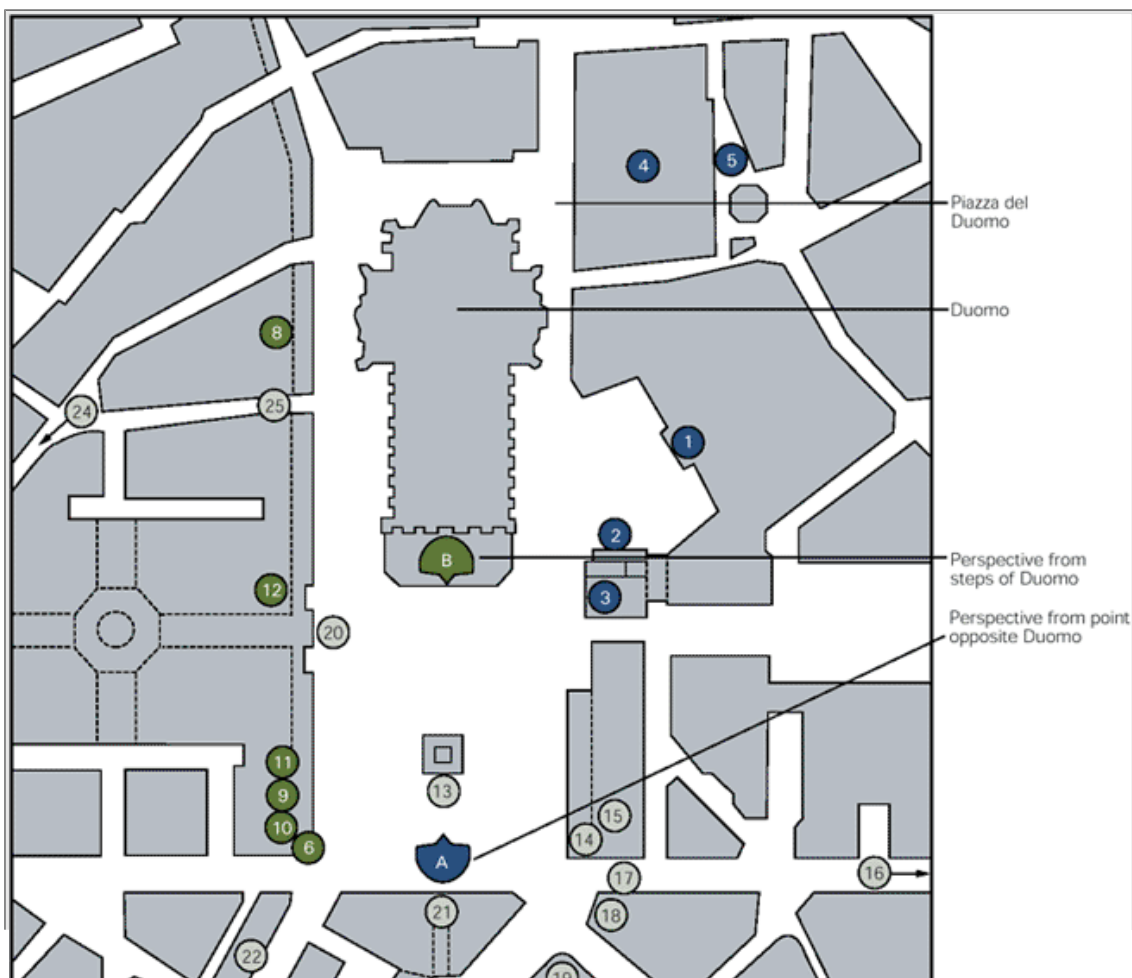 4
5
Piazza del
Duomo
Duomo
8
24
25
1
2
B
Perspective from
steps of Duomo
12
3
Perspective from point
opposite Duomo
20
11
13
9
15
10
14
6
A
16
17
21
18
22
19